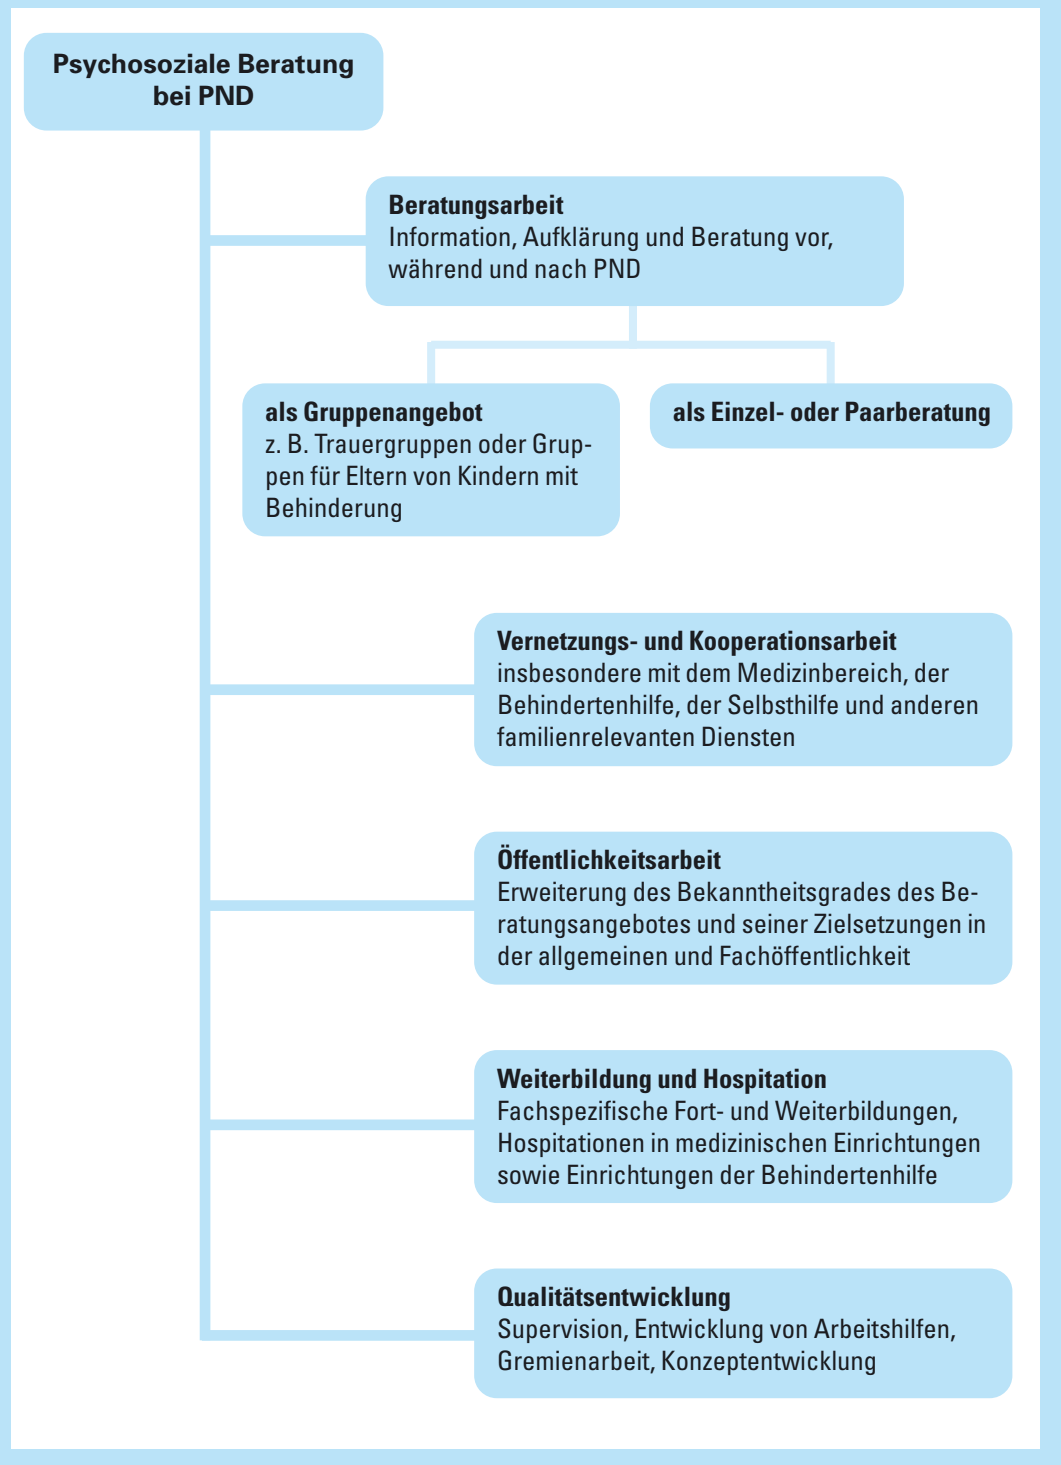 Psychosoziale Beratung
bei PND
Beratungsarbeit
Information, Aufklärung und Beratung vor,
während und nach PND
als Gruppenangebot
z. B. Trauergruppen oder Grup-
pen für Eltern von Kindern mit
Behinderung
als Einzel- oder Paarberatung
Vernetzungs- und Kooperationsarbeit
insbesondere mit dem Medizinbereich, der
Behindertenhilfe, der Selbsthilfe und anderen
familienrelevanten Diensten
Öffentlichkeitsarbeit
Erweiterung des Bekanntheitsgrades des Be-
ratungsangebotes und seiner Zielsetzungen in
der allgemeinen und Fachöffentlichkeit
Weiterbildung und Hospitation
Fachspezifische Fort- und Weiterbildungen,
Hospitationen in medizinischen Einrichtungen
sowie Einrichtungen der Behindertenhilfe
Qualitätsentwicklung
Supervision, Entwicklung von Arbeitshilfen,
Gremienarbeit, Konzeptentwicklung